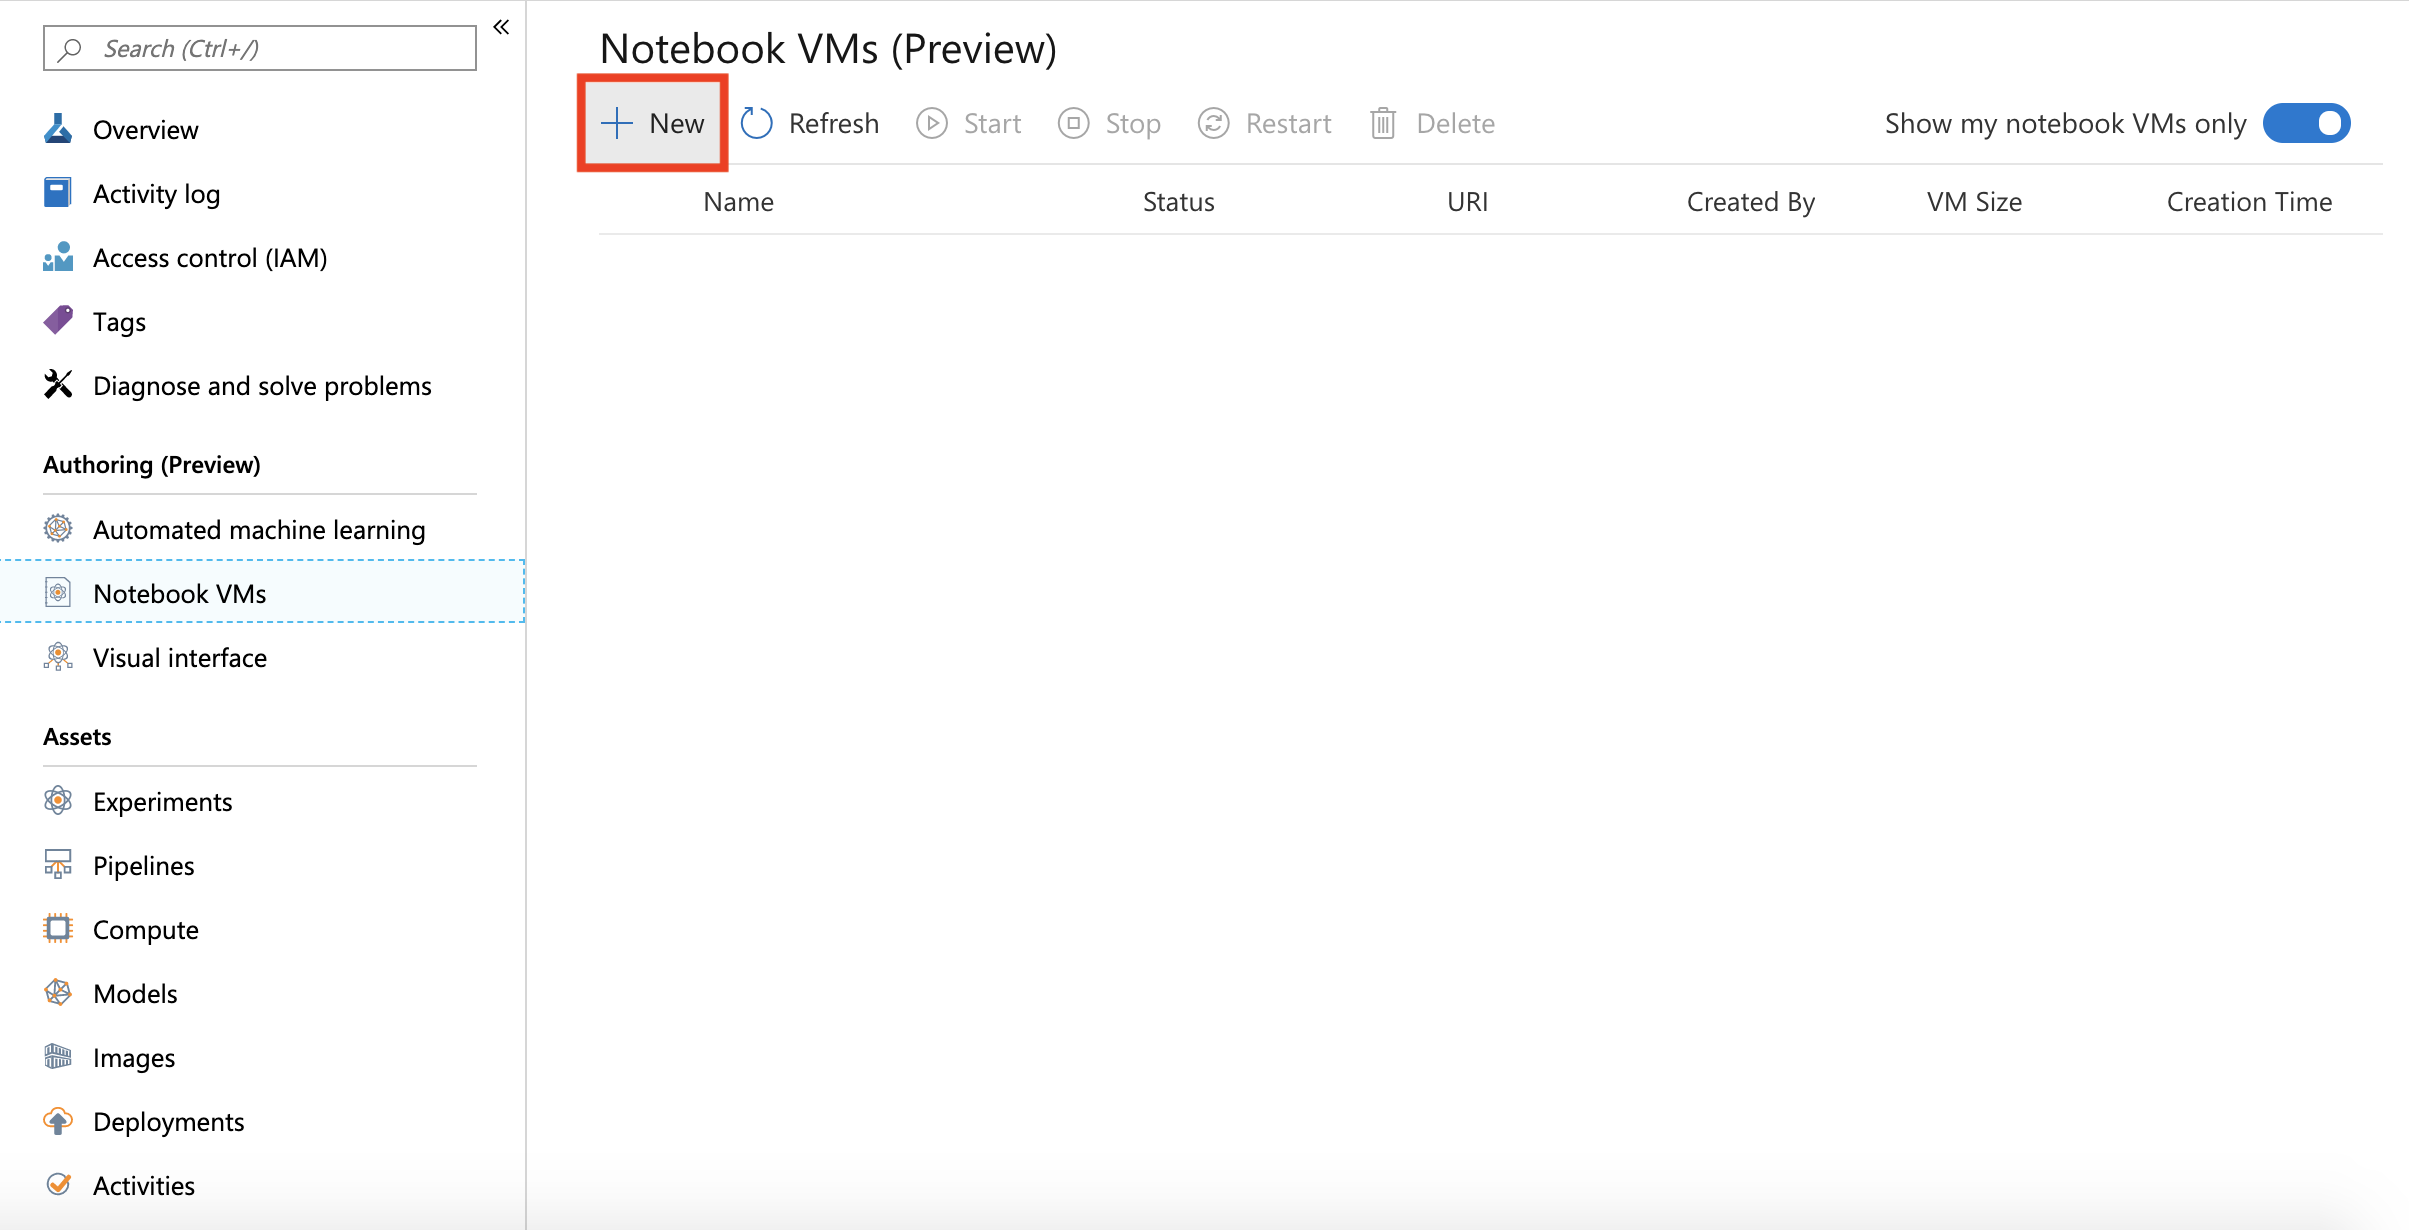 Search (Ctrl+/)
«
Overview
Activity log
Access control (IAM)
Tags
Diagnose and solve problems
Authoring (Preview)
Automated machine learning
Notebook VMs
Visual interface
Assets
Experiments
Pipelines
Compute
Models
Images
Deployments
Activities
Notebook VMs (Preview)
New Refresh Start Stop Restart Delete Show my notebook VMs only
Name Status URI Created By VM Size Creation Time